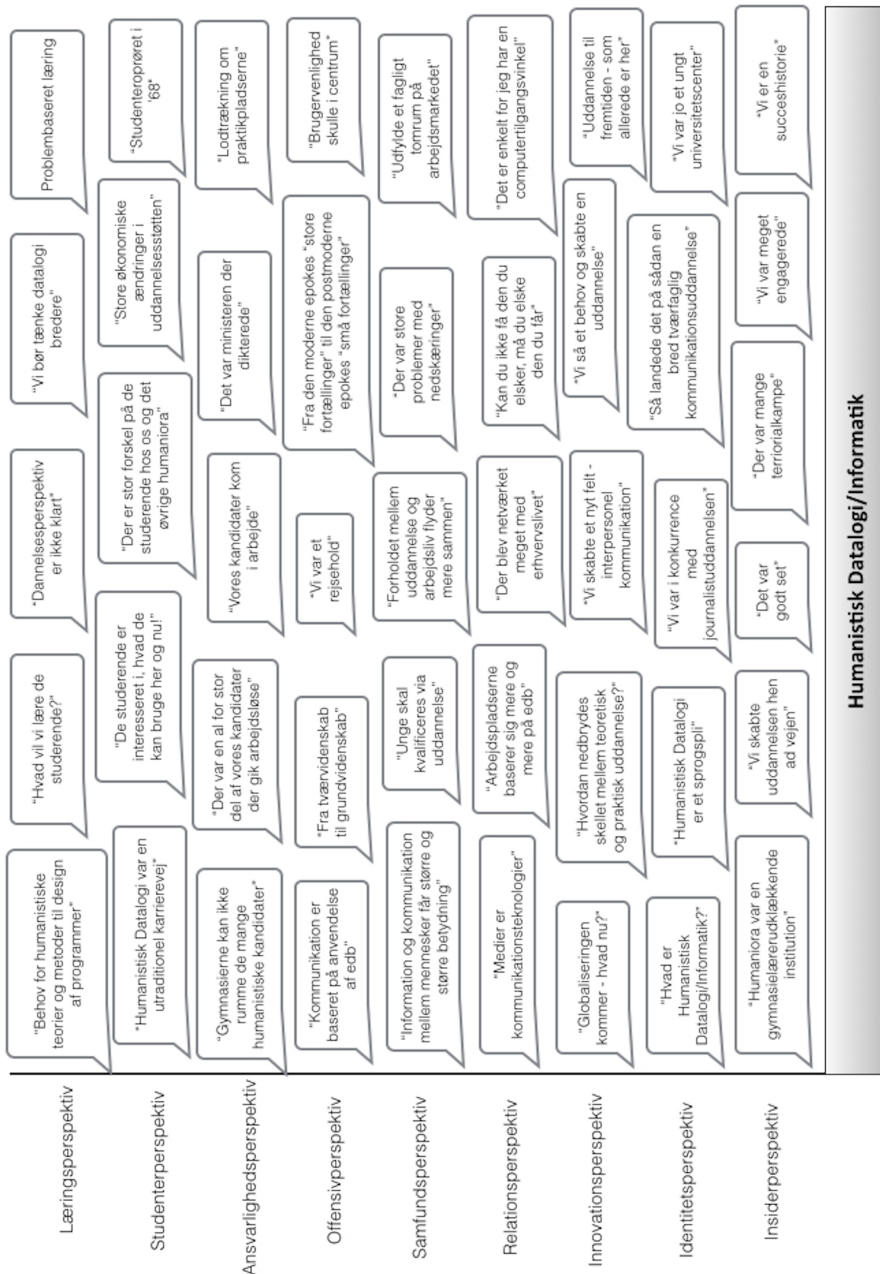 Læringsperspektiv
"Behov for humanistiske
teorier og metoder til design
af programmer"
"Hvad vil vi lære de
studerende?"
"Dannelsesperspektiv
er ikke klart"
"Vi bør tænke datalogi
bredere"
Problembaseret læring
Studenterperspektiv
"Humanistisk Datalogi var en
utraditionel karrierevej"
"De studerende er
interesseret i, hvad de
kan bruge her og nu!"
"Der er stor forskel på de
studerende hos os og det
øvrige humaniora"
"Store økonomiske
ændringer i
uddannelsesstøtten"
"Studenteroprøret i
'68"
Ansvarlighedsperspektiv
"Gymnasierne kan ikke
rumme de mange
humanistiske kandidater"
"Der var en al for stor
del af vores kandidater
der gik arbejdsløse"
"Vores kandidater kom
i arbejde"
"Det var ministeren der
dikterede"
"Lodtrækning om
praktikpladserne"
Offensivperspektiv
"Kommunikation er
baseret på anvendelse
af edb"
"Fra tværvidenskab
til grundvidenskab"
"Vi var et
rejsehold"
"Fra den moderne epokes "store
fortællinger" til den postmoderne
epokes "små fortællinger"
"Brugervenlighed
skulle i centrum"
Samfundsperspektiv
"Information og kommunikation
mellem mennesker får større og
større betydning"
"Unge skal
kvalificeres via
uddannelse"
"Forholdet mellem
uddannelse og
arbejdsliv flyder
mere sammen"
"Der var store
problemer med
nedskæringer"
"Udfylde et fagligt
tomrum på
arbejdsmarkedet"
Relationsperspektiv
"Medier er
kommunikationsteknologier"
"Arbejdspladserne
baserer sig mere og
mere på edb"
"Der blev netværket
meget med
erhvervslivet"
"Kan du ikke få den du
elsker, må du elske
den du får"
"Det er enkelt for jeg har en
computertilgangsvinkel"
Innovationsperspektiv
"Globaliseringen
kommer - hvad nu?"
"Hvordan nedbrydes
skellet mellem teoretisk
og praktisk uddannelse?"
"Vi skabte et nyt felt -
interpersonel
kommunikation"
"Vi så et behov og skabte en
uddannelse"
"Uddannelse til
fremtiden - som
allerede er her"
Identitetsperspektiv
"Hvad er
Humanistisk
Datalogi/Informatik?"
"Humanistisk Datalogi
er et sprogspil"
"Vi var i konkurrence
med
journalistuddannelsen"
"Så landede det på sådan en
bred tværfaglig
kommunikationsuddannelse"
"Vi var jo et ungt
universitetscenter"
Insiderperspektiv
"Humaniora var en
gymnasielærerudklækkende
institution"
"Vi skabte
uddannelsen hen
ad vejen"
"Det var
godt set"
"Der var mange
terriorialkampe"
"Vi var meget
engagerede"
"Vi er en
succeshistorie"
Humanistisk Datalogi/Informatik